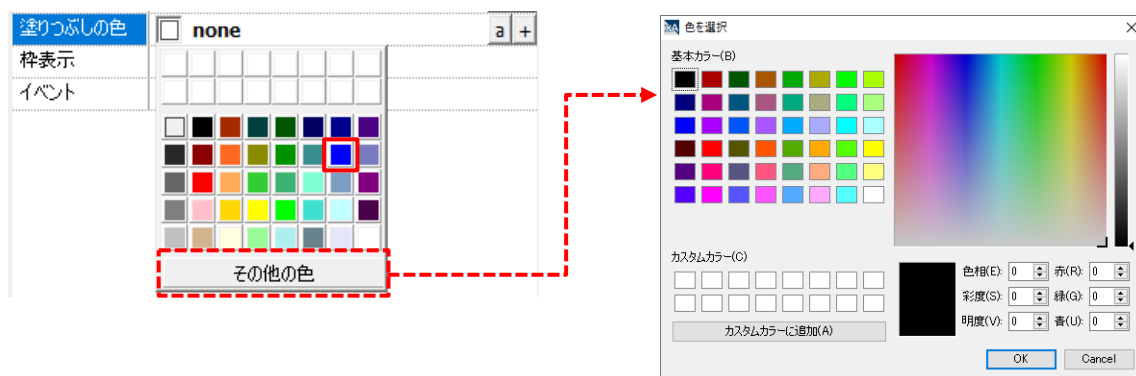 塗りつぶしの色
none
a
+
枠表示
イベント
その他の色
色を選択
基本カラー(B)
カスタムカラー(C)
カスタムカラーに追加(A)
色相(E): 0
赤(R): 0
彩度(S): 0
緑(G): 0
明度(V): 0
青(U): 0
OK
Cancel